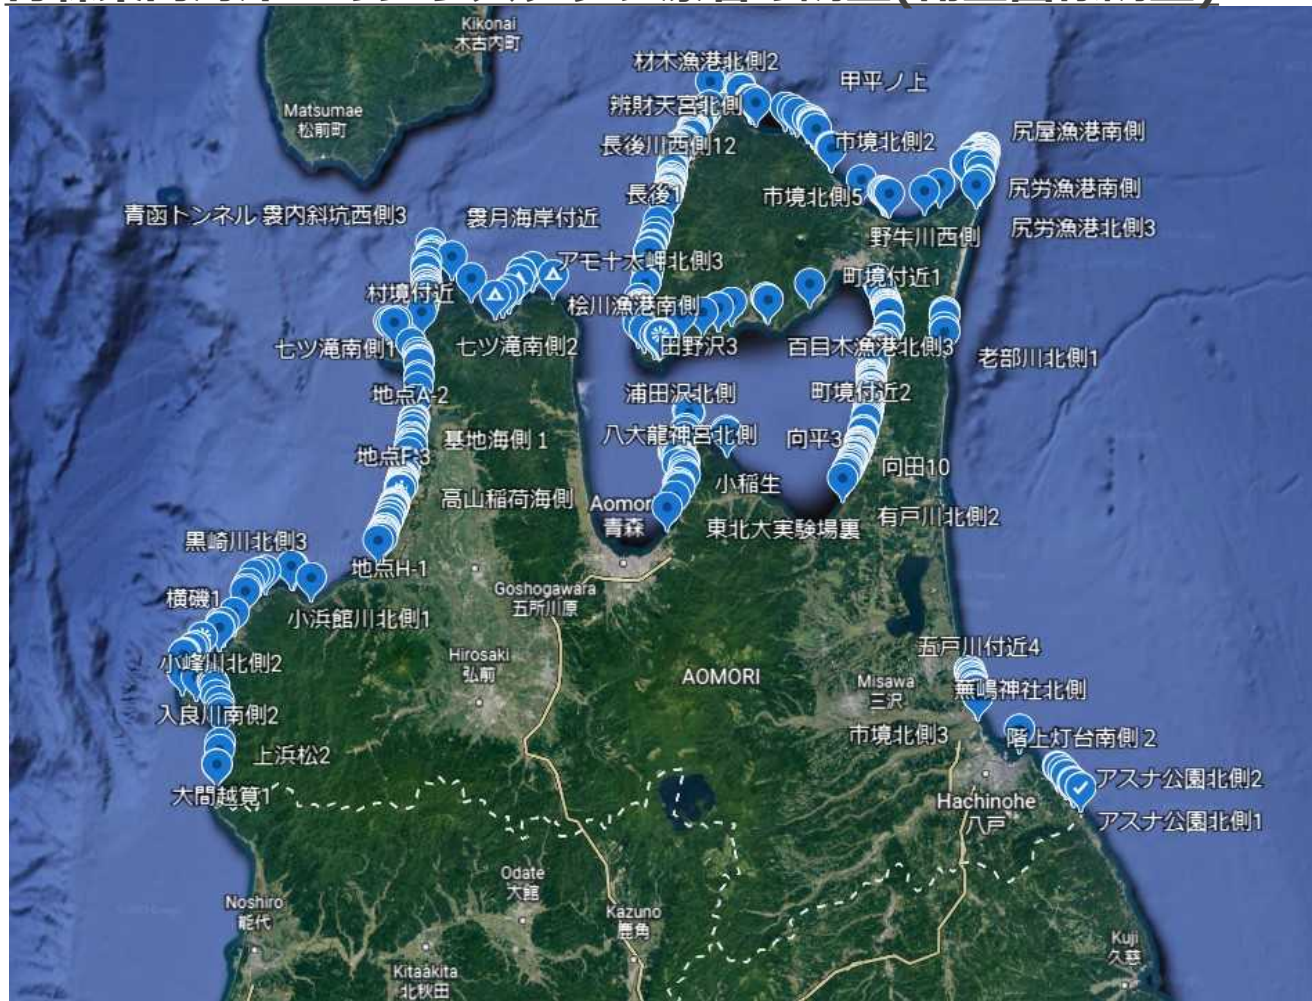 Kikonai
木古内町
材木漁港北側2
甲平ノ上
Matsumae
松前町
辨財天宮北側
長後川西側12
市境北側2
尻屋漁港南側
長後1
市境北側5
尻労漁港南側
青函トンネル 袰内斜坑西側3
袰月海岸付近
野牛川西側
尻労漁港北側3
アモ十大岬北側3
村境付近
桧川漁港南側
町境付近1
七ツ滝南側1
七ツ滝南側2
田野沢3
百目木漁港北側3
老部川北側1
地点A-2
浦田沢北側
町境付近2
基地海側1
八大龍神宮北側
向平3
地点F-3
向田10
高山稲荷海側
小稲生
Aomori
青森
東北大実験場裏
有戸川北側2
黒崎川北側3
地点H-1
横磯1
小浜館川北側1
Goshogawara
五所川原
小峰川北側2
Hirosaki
弘前
AOMORI
五戸川付近4
Misawa
三沢
蕪嶋神社北側
入良川南側2
上浜松2
市境北側3
階上灯台南側2
大間越筧1
アスナ公園北側2
Hachinohe
八戸
アスナ公園北側1
Odate
大館
Noshiro
能代
Kazuno
鹿角
Kitaakita
北秋田
Kuji
久慈